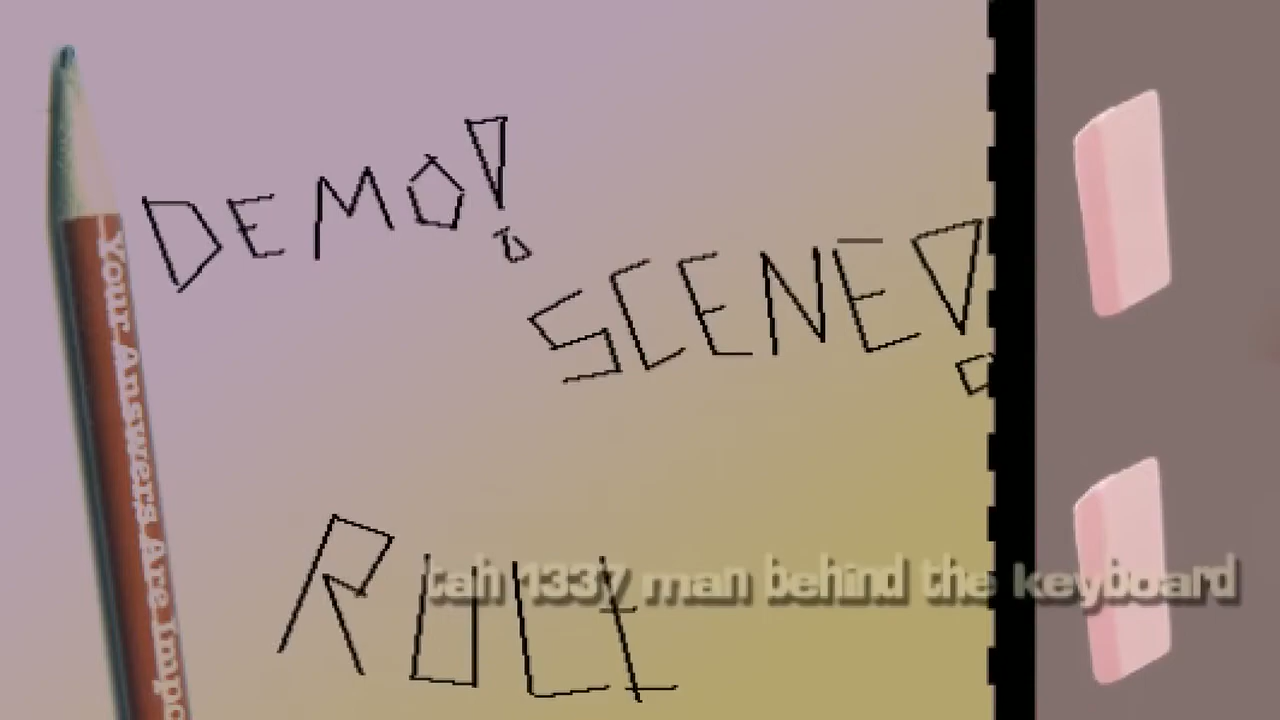 DEMO!
SCENE!
RULE
tah 1337 man behind the keyboard
Your Answers Are Impo